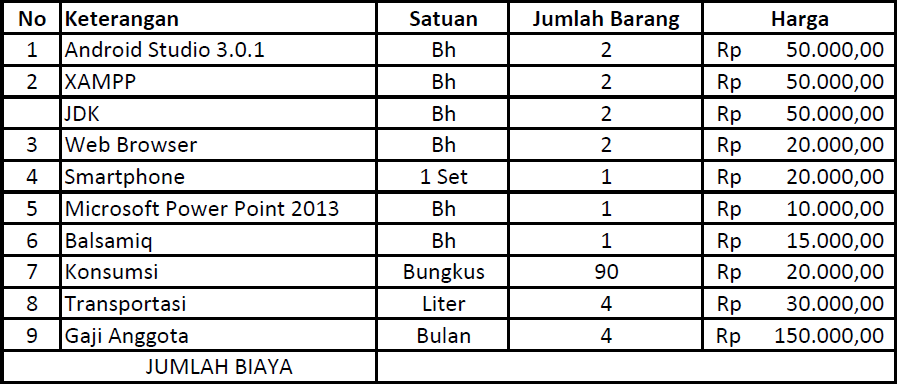 No Keterangan Satuan Jumlah Barang Harga
1 Android Studio 3.0.1 Bh 2 Rp 50.000,00
2 XAMPP Bh 2 Rp 50.000,00
JDK Bh 2 Rp 50.000,00
3 Web Browser Bh 2 Rp 20.000,00
4 Smartphone 1 Set 1 Rp 20.000,00
5 Microsoft Power Point 2013 Bh 1 Rp 10.000,00
6 Balsamiq Bh 1 Rp 15.000,00
7 Konsumsi Bungkus 90 Rp 20.000,00
8 Transportasi Liter 4 Rp 30.000,00
9 Gaji Anggota Bulan 4 Rp 150.000,00
JUMLAH BIAYA